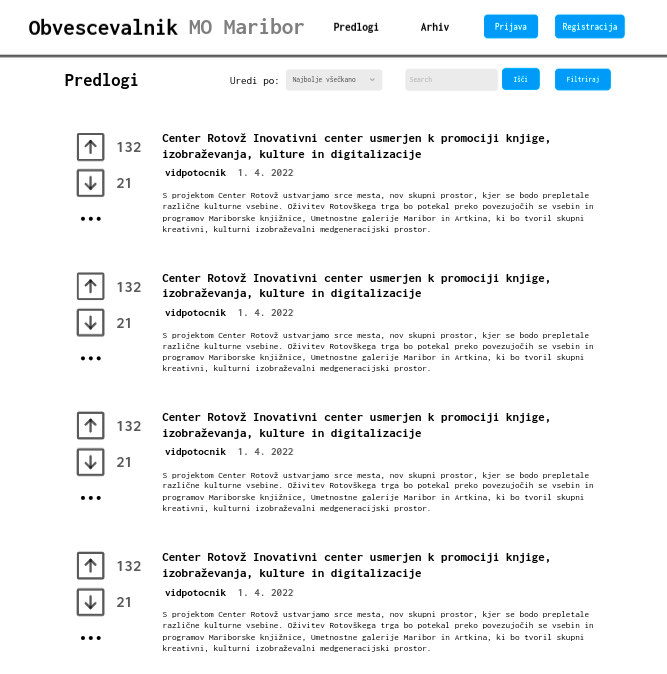 Obvescevalnik MO Maribor Predlogi Arhiv Prijava Registracija
Predlogi Uredi po: Najbolje všečkano Search Išči Filtriraj
132 Center Rotovž Inovativni center usmerjen k promociji knjige,
izobraževanja, kulture in digitalizacije
21 vidpotocnik 1. 4. 2022
S projektom Center Rotovž ustvarjamo srce mesta, nov skupni prostor, kjer se bodo prepletale
različne kulturne vsebine. Oživitev Rotovškega trga bo potekal preko povezujočih se vsebin in
programov Mariborske knjižnice, Umetnostne galerije Maribor in Artkina, ki bo tvoril skupni
kreativni, kulturni izobraževalni medgeneracijski prostor.
132 Center Rotovž Inovativni center usmerjen k promociji knjige,
izobraževanja, kulture in digitalizacije
21 vidpotocnik 1. 4. 2022
S projektom Center Rotovž ustvarjamo srce mesta, nov skupni prostor, kjer se bodo prepletale
različne kulturne vsebine. Oživitev Rotovškega trga bo potekal preko povezujočih se vsebin in
programov Mariborske knjižnice, Umetnostne galerije Maribor in Artkina, ki bo tvoril skupni
kreativni, kulturni izobraževalni medgeneracijski prostor.
132 Center Rotovž Inovativni center usmerjen k promociji knjige,
izobraževanja, kulture in digitalizacije
21 vidpotocnik 1. 4. 2022
S projektom Center Rotovž ustvarjamo srce mesta, nov skupni prostor, kjer se bodo prepletale
različne kulturne vsebine. Oživitev Rotovškega trga bo potekal preko povezujočih se vsebin in
programov Mariborske knjižnice, Umetnostne galerije Maribor in Artkina, ki bo tvoril skupni
kreativni, kulturni izobraževalni medgeneracijski prostor.
132 Center Rotovž Inovativni center usmerjen k promociji knjige,
izobraževanja, kulture in digitalizacije
21 vidpotocnik 1. 4. 2022
S projektom Center Rotovž ustvarjamo srce mesta, nov skupni prostor, kjer se bodo prepletale
različne kulturne vsebine. Oživitev Rotovškega trga bo potekal preko povezujočih se vsebin in
programov Mariborske knjižnice, Umetnostne galerije Maribor in Artkina, ki bo tvoril skupni
kreativni, kulturni izobraževalni medgeneracijski prostor.